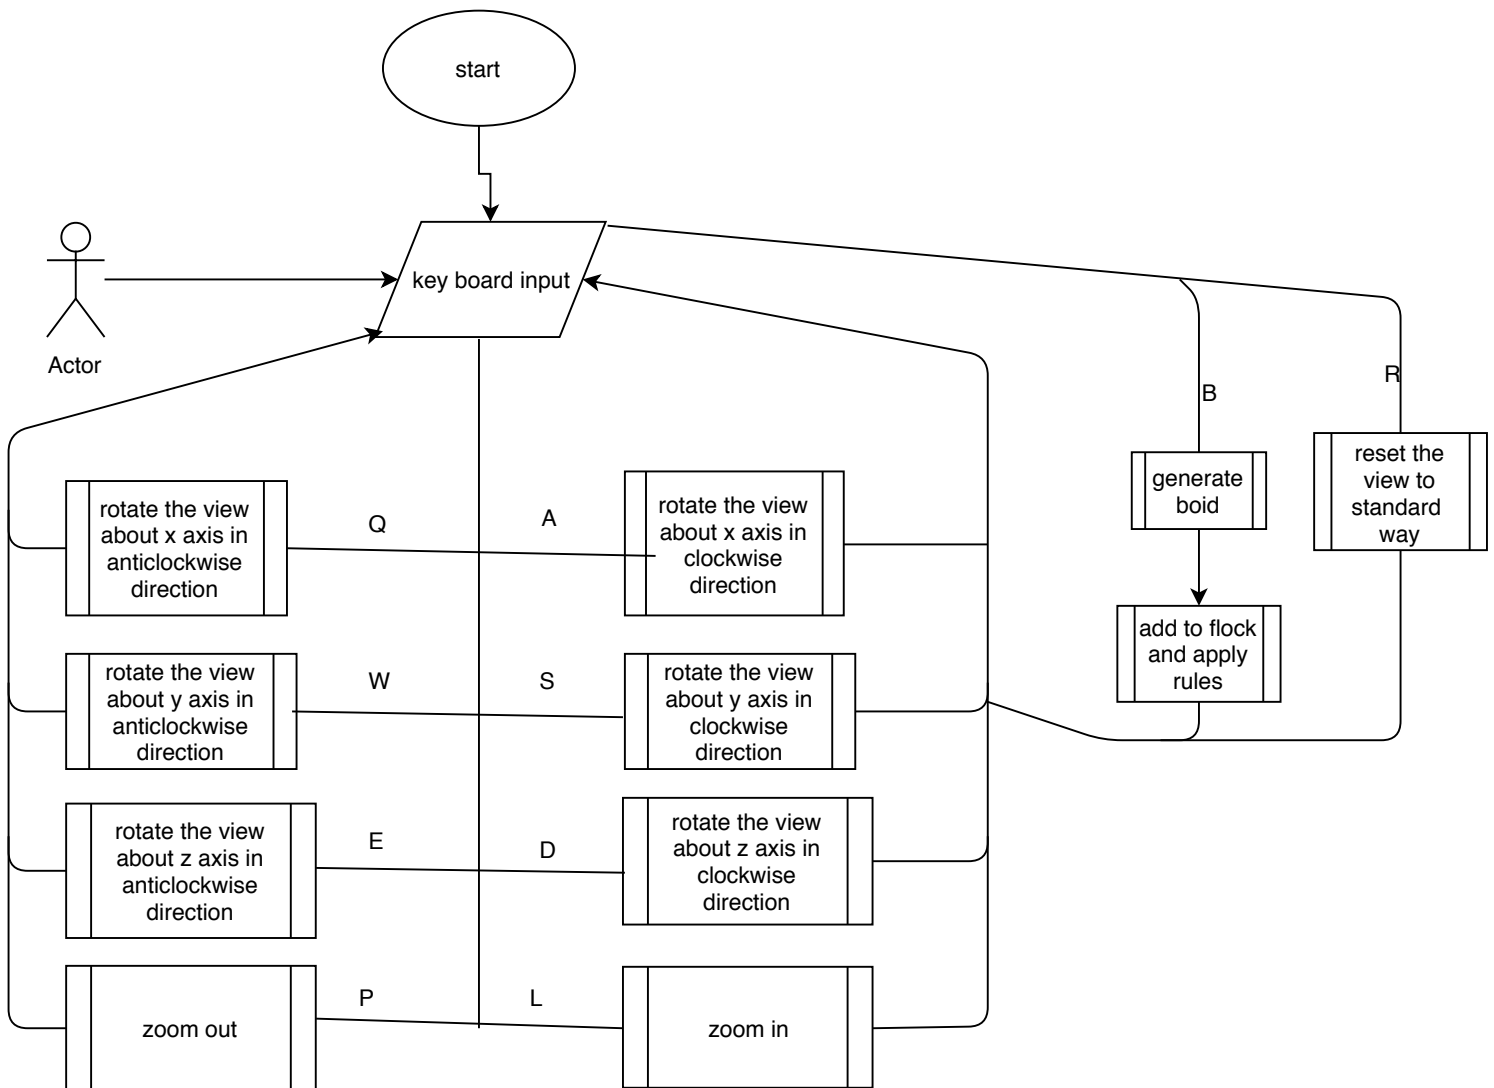 start
key board input
Actor
B
R
rotate the view
about x axis in
anticlockwise
direction
Q
A
rotate the view
about x axis in
clockwise
direction
generate
boid
reset the
view to
standard
way
rotate the view
about y axis in
anticlockwise
direction
W
S
rotate the view
about y axis in
clockwise
direction
add to flock
and apply
rules
rotate the view
about z axis in
anticlockwise
direction
E
D
rotate the view
about z axis in
clockwise
direction
zoom out
P
L
zoom in